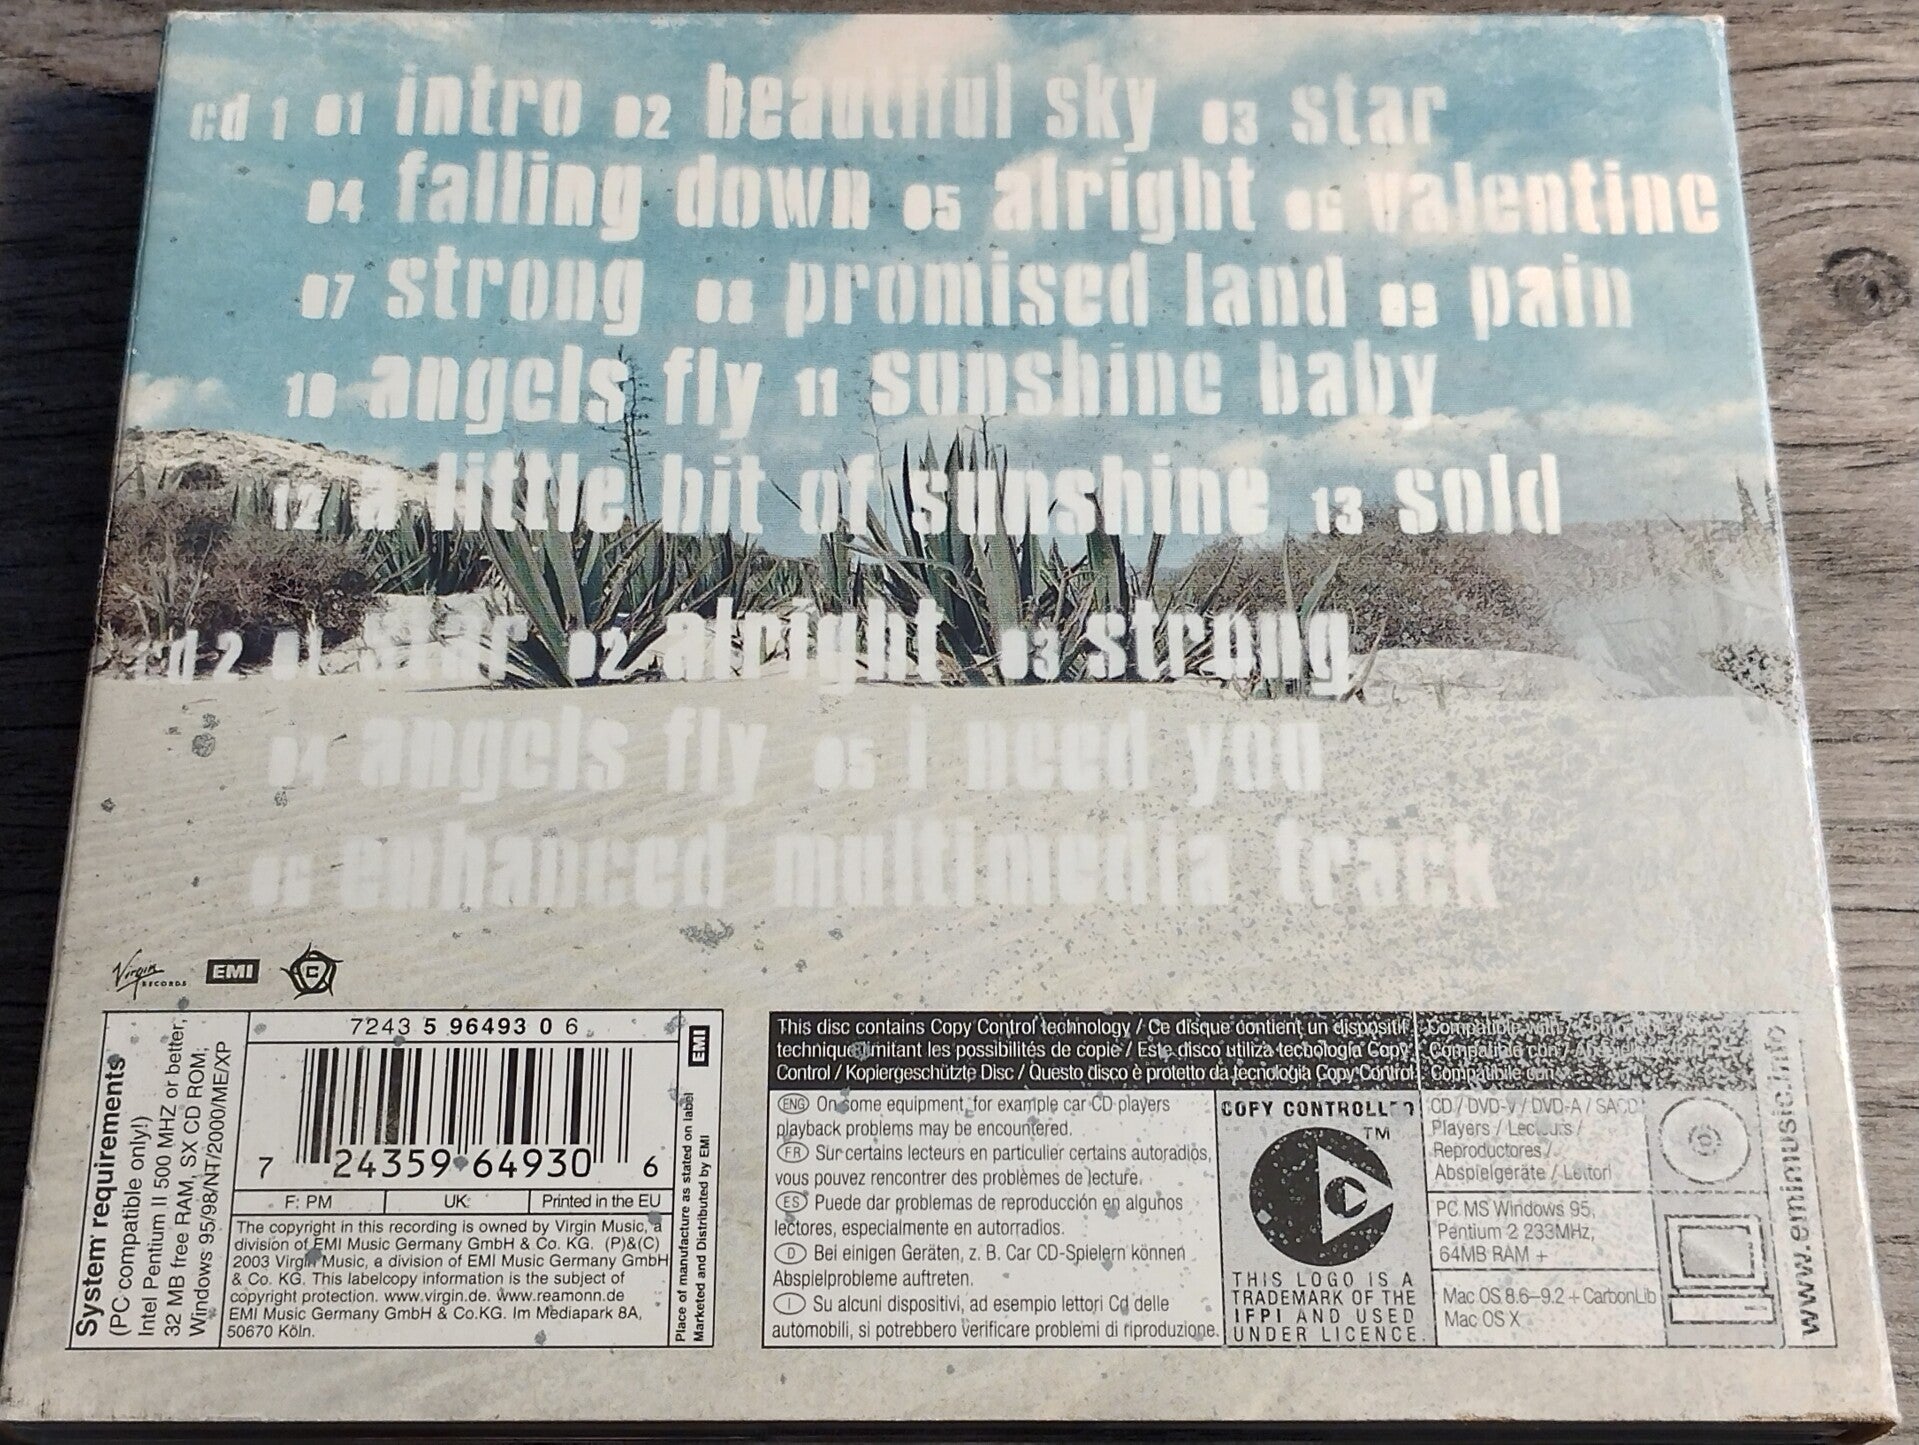 cd 1 01 intro 02 beautiful sky 03 star
04 falling down 05 alright 06 valentine
07 strong 08 promised land 09 pain
10 angels fly 11 sunshine baby
12 a little bit of sunshine 13 sold
cd 2 01 star 02 alright 03 strong
04 angels fly 05 i need you
06 enhanced multimedia track
Virgin RECORDS EMI C
System requirements
(PC compatible only!)
Intel Pentium II 500 MHZ or better,
32 MB free RAM, SX CD ROM;
Windows 95/98/NT/2000/ME/XP
7243 5 96493 0 6
7 24359 64930 6
F: PM UK: Printed in the EU
The copyright in this recording is owned by Virgin Music, a
division of EMI Music Germany GmbH & Co. KG. (P)&(C)
2003 Virgin Music, a division of EMI Music Germany GmbH
& Co. KG. This labelcopy information is the subject of
copyright protection. www.virgin.de. www.reamonn.de
EMI Music Germany GmbH & Co.KG. Im Mediapark 8A,
50670 Köln.
EMI
Place of manufacture as stated on label
Marketed and Distributed by EMI
This disc contains Copy Control technology / Ce disque contient un dispositif
technique limitant les possibilités de copie / Este disco utiliza tecnología Copy
Control / Kopiergeschützte Disc / Questo disco è protetto da tecnologia Copy Control
Compatible with /
Compatible con /
Compatibile con
ENG On some equipment, for example car CD players
playback problems may be encountered.
FR Sur certains lecteurs en particulier certains autoradios,
vous pouvez rencontrer des problèmes de lecture.
ES Puede dar problemas de reproducción en algunos
lectores, especialmente en autorradios.
D Bei einigen Geräten, z. B. Car CD-Spielern können
Abspielprobleme auftreten.
I Su alcuni dispositivi, ad esempio lettori Cd delle
automobili, si potrebbero verificare problemi di riproduzione.
COPY CONTROLLED
TM
C
THIS LOGO IS A
TRADEMARK OF THE
IFPI AND USED
UNDER LICENCE.
CD / DVD-V / DVD-A / SACD
Players / Lecteurs /
Reproductores /
Abspielgeräte / Lettori
PC MS Windows 95,
Pentium 2 233MHz,
64MB RAM +
Mac OS 8.6–9.2 + CarbonLib
Mac OS X
www.emimusic.info